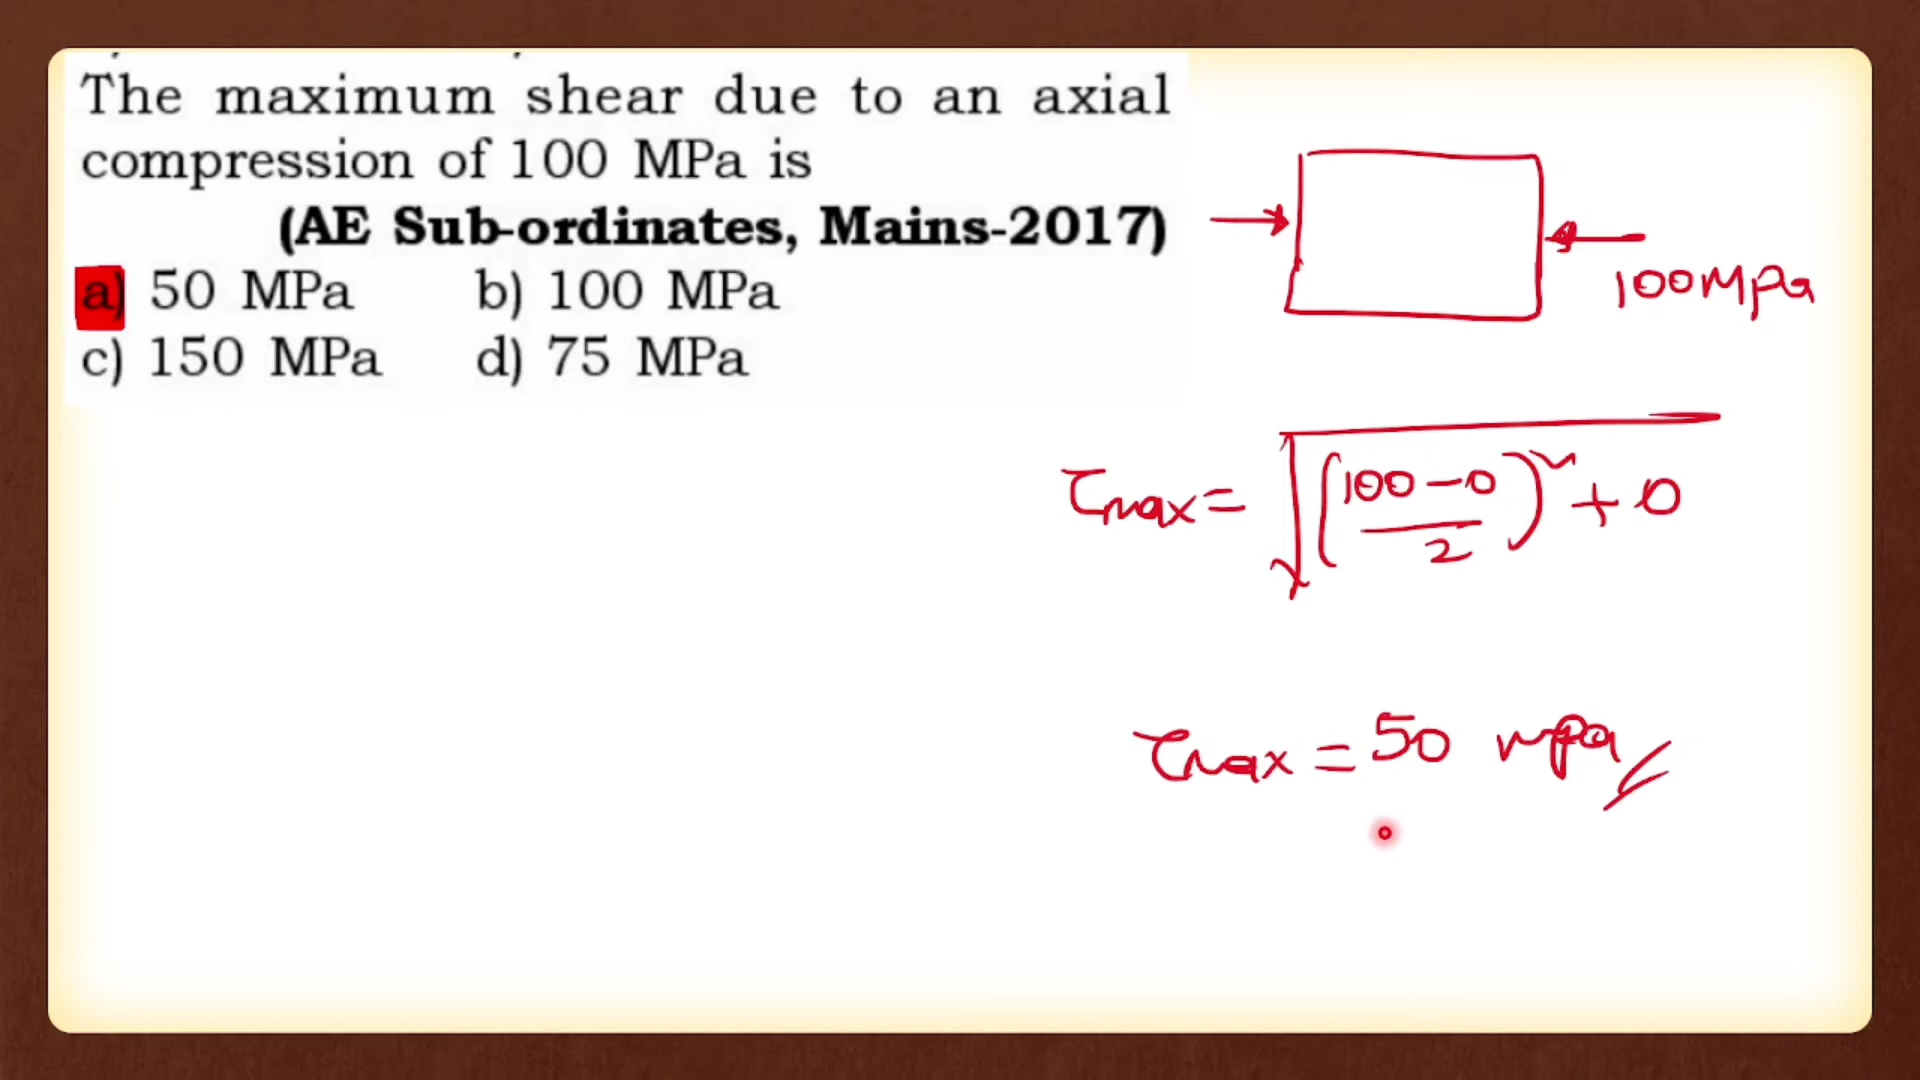 The maximum shear due to an axial
compression of 100 MPa is
(AE Sub-ordinates, Mains-2017)
a) 50 MPa b) 100 MPa
c) 150 MPa d) 75 MPa
100MPa
τmax = √((100-0)/2)² + 0
τmax = 50 mpa